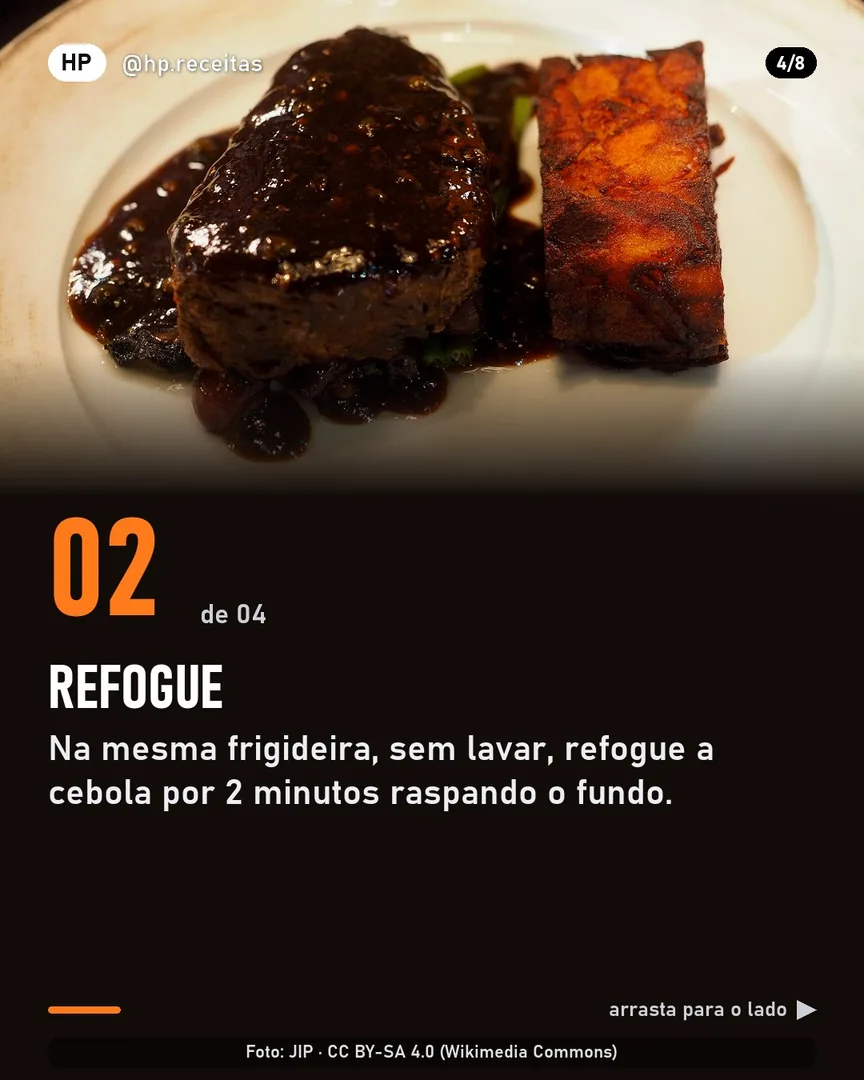 HP @hp.receitas 4/8
02 de 04
REFOGUE
Na mesma frigideira, sem lavar, refogue a
cebola por 2 minutos raspando o fundo.
arrasta para o lado ▶
Foto: JIP · CC BY-SA 4.0 (Wikimedia Commons)